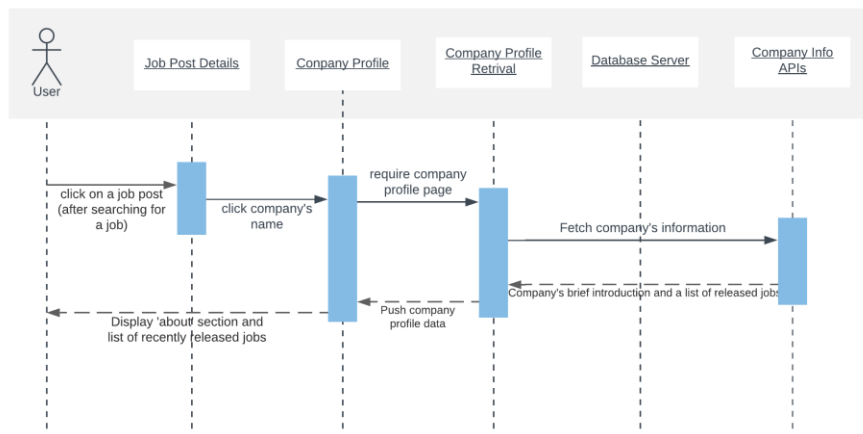 User
Job Post Details
Conpany Profile
Company Profile
Retrival
Database Server
Company Info
APIs
click on a job post
(after searching for
a job)
click company's
name
require company
profile page
Fetch company's information
Company's brief introduction and a list of released jobs
Push company
profile data
Display 'about' section and
list of recently released jobs